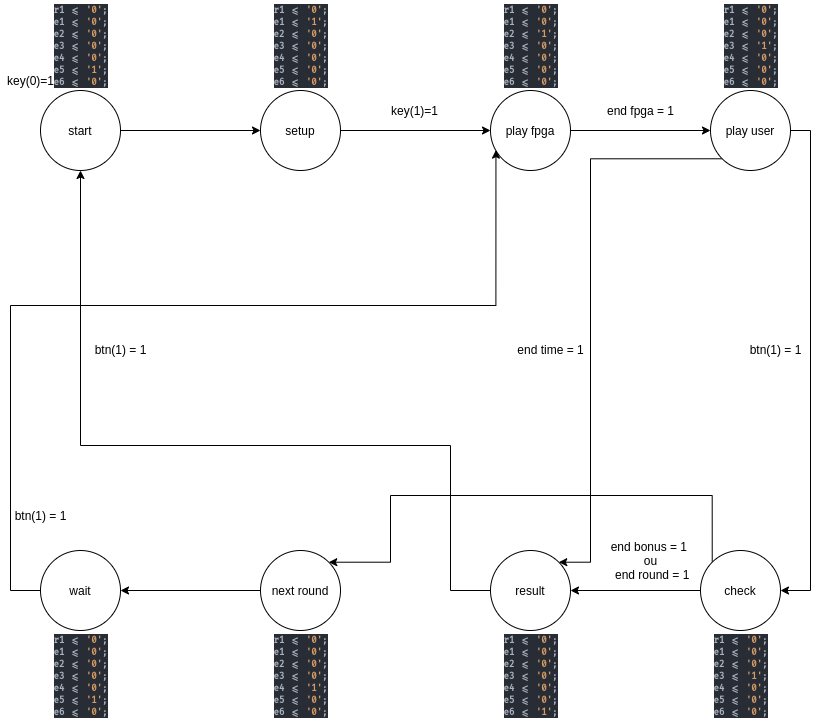 r1 ⩽ '0';
e1 ⩽ '0';
e2 ⩽ '0';
e3 ⩽ '0';
e4 ⩽ '0';
e5 ⩽ '1';
e6 ⩽ '0';
r1 ⩽ '0';
e1 ⩽ '1';
e2 ⩽ '0';
e3 ⩽ '0';
e4 ⩽ '0';
e5 ⩽ '0';
e6 ⩽ '0';
r1 ⩽ '0';
e1 ⩽ '0';
e2 ⩽ '1';
e3 ⩽ '0';
e4 ⩽ '0';
e5 ⩽ '0';
e6 ⩽ '0';
r1 ⩽ '0';
e1 ⩽ '0';
e2 ⩽ '0';
e3 ⩽ '1';
e4 ⩽ '0';
e5 ⩽ '0';
e6 ⩽ '0';
key(0)=1
start
setup
key(1)=1
play fpga
end fpga = 1
play user
btn(1) = 1
end time = 1
btn(1) = 1
btn(1) = 1
end bonus = 1
ou
end round = 1
wait
next round
result
check
r1 ⩽ '0';
e1 ⩽ '0';
e2 ⩽ '0';
e3 ⩽ '0';
e4 ⩽ '0';
e5 ⩽ '1';
e6 ⩽ '0';
r1 ⩽ '0';
e1 ⩽ '0';
e2 ⩽ '0';
e3 ⩽ '0';
e4 ⩽ '1';
e5 ⩽ '0';
e6 ⩽ '0';
r1 ⩽ '0';
e1 ⩽ '0';
e2 ⩽ '0';
e3 ⩽ '0';
e4 ⩽ '0';
e5 ⩽ '0';
e6 ⩽ '1';
r1 ⩽ '0';
e1 ⩽ '0';
e2 ⩽ '0';
e3 ⩽ '1';
e4 ⩽ '0';
e5 ⩽ '0';
e6 ⩽ '0';